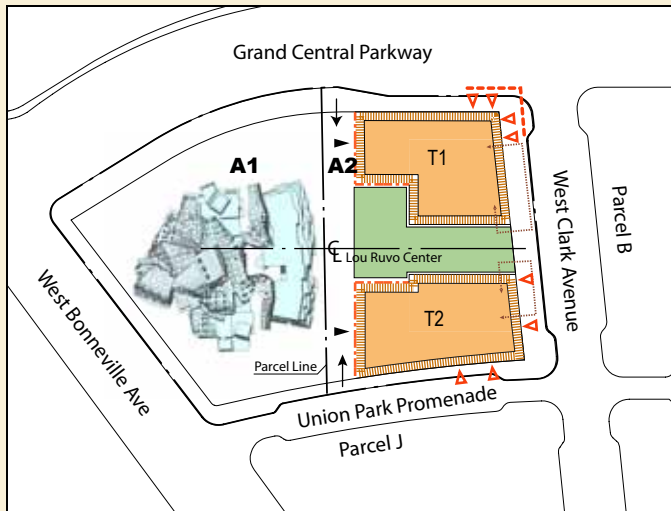 Grand Central Parkway
A1
A2
T1
Parcel B
West Clark Avenue
℄ Lou Ruvo Center
T2
West Bonneville Ave
Parcel Line
Union Park Promenade
Parcel J